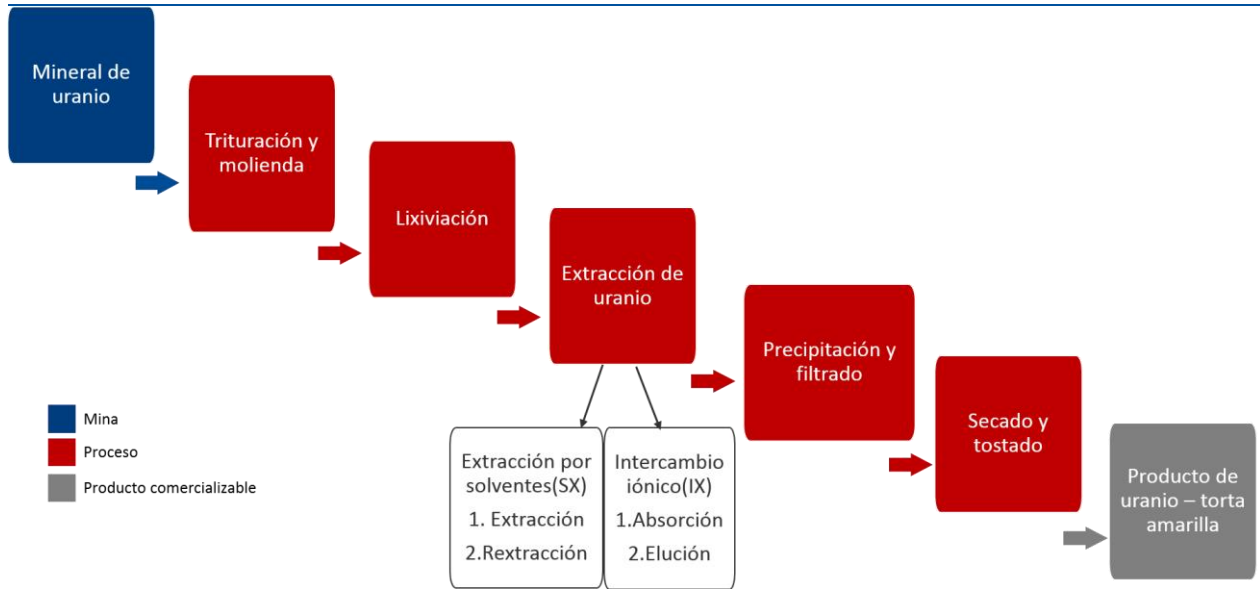 Mineral de
uranio
Trituración y
molienda
Lixiviación
Extracción de
uranio
Precipitación y
filtrado
Secado y
tostado
Producto de
uranio – torta
amarilla
Extracción por
solventes(SX)
1. Extracción
2.Rextracción
Intercambio
iónico(IX)
1.Absorción
2.Elución
Mina
Proceso
Producto comercializable